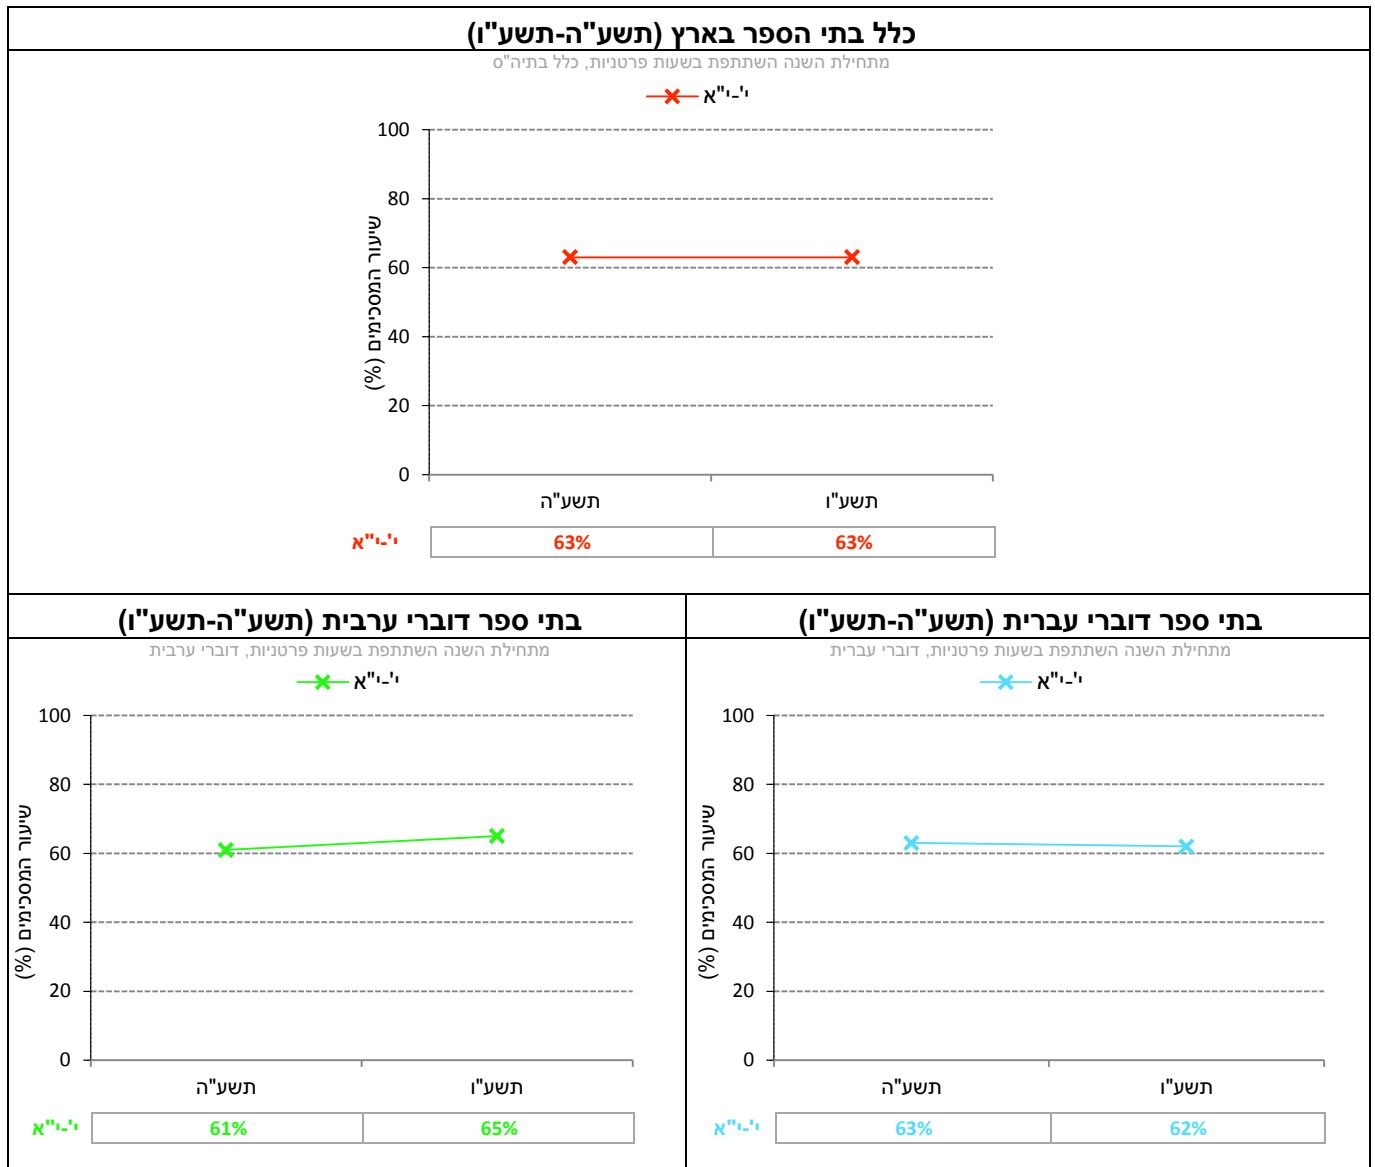 כלל בתי הספר בארץ (תשע"ה-תשע"ו)
מתחילת השנה השתתפת בשעות פרטניות, כלל בתיה"ס
י'-י"א
שיעור המסכימים (%)
100
80
60
40
20
0
תשע"ה תשע"ו
י'-י"א 63% 63%
בתי ספר דוברי עברית (תשע"ה-תשע"ו)
מתחילת השנה השתתפת בשעות פרטניות, דוברי עברית
י'-י"א
שיעור המסכימים (%)
100
80
60
40
20
0
תשע"ה תשע"ו
י'-י"א 63% 62%
בתי ספר דוברי ערבית (תשע"ה-תשע"ו)
מתחילת השנה השתתפת בשעות פרטניות, דוברי ערבית
י'-י"א
שיעור המסכימים (%)
100
80
60
40
20
0
תשע"ה תשע"ו
י'-י"א 61% 65%